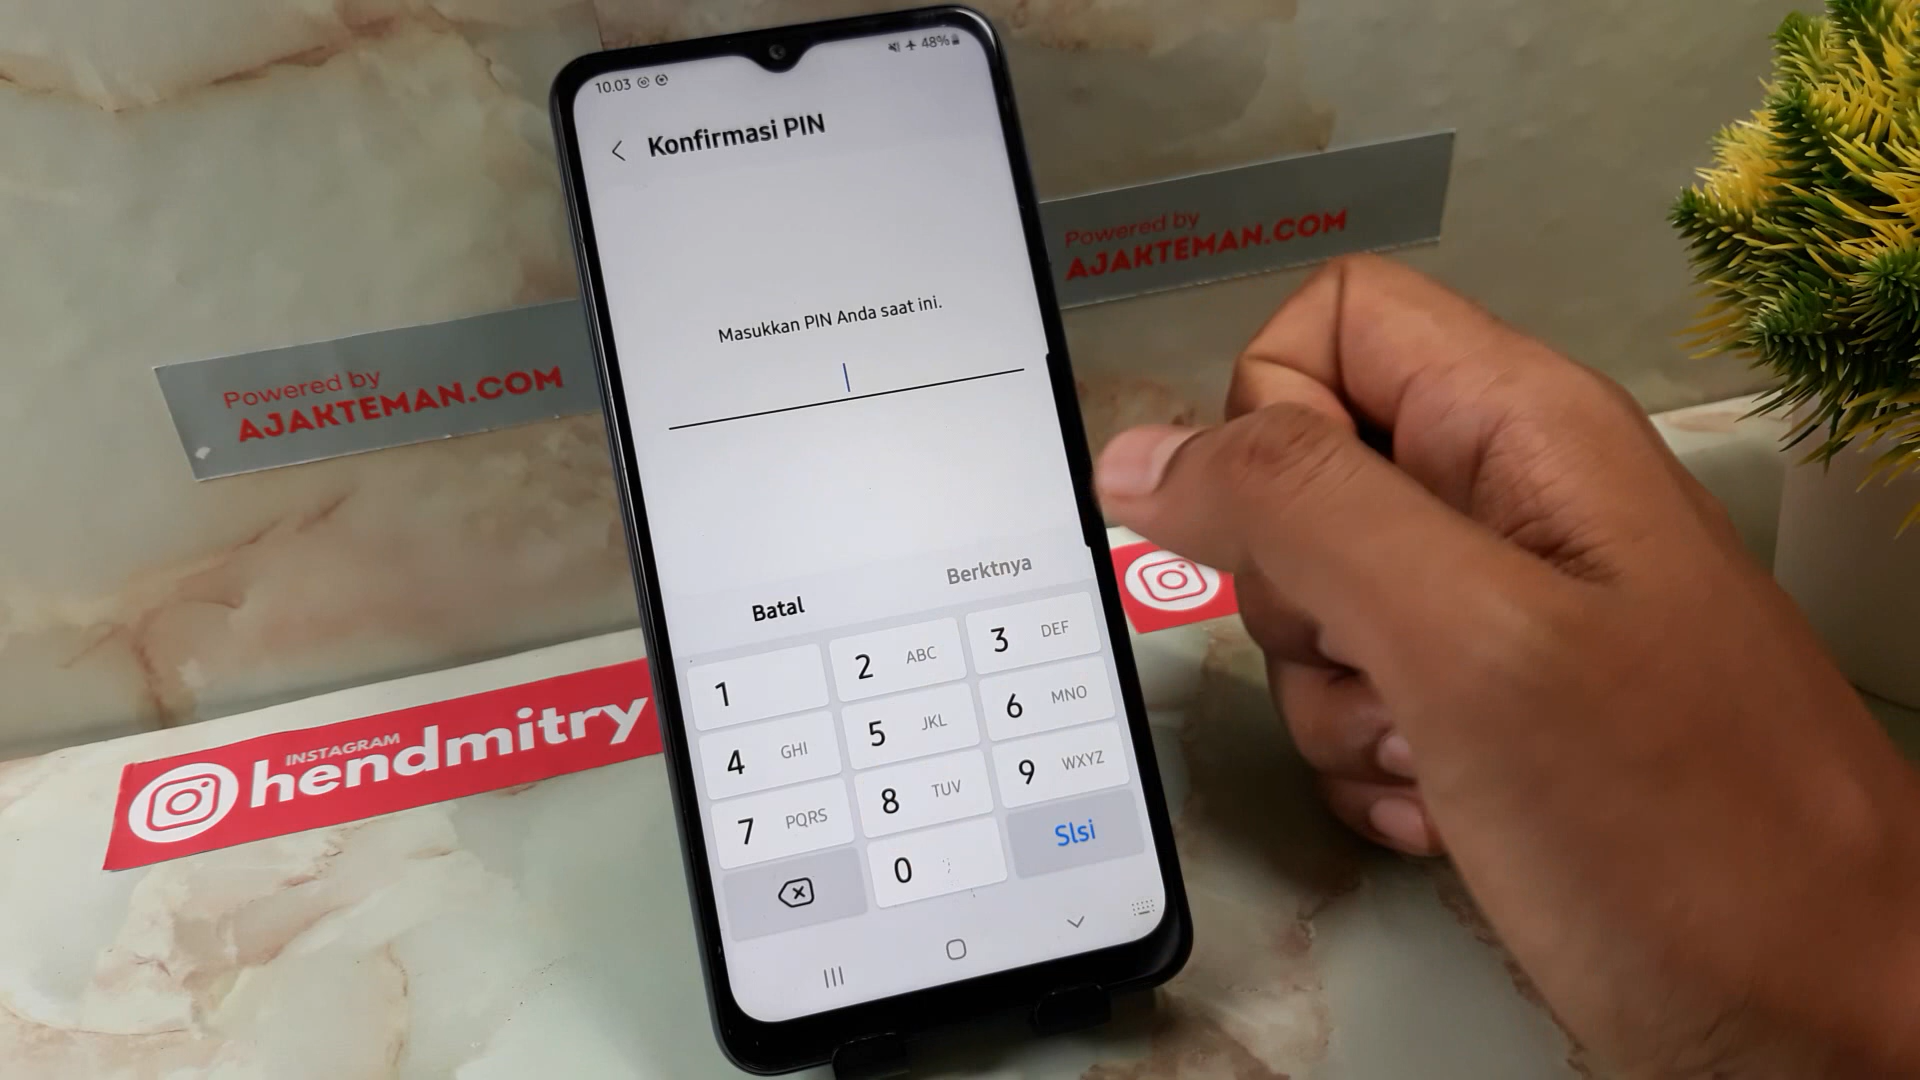 10.03
48%
Konfirmasi PIN
Masukkan PIN Anda saat ini.
Batal
Berktnya
1
2 ABC
3 DEF
4 GHI
5 JKL
6 MNO
7 PQRS
8 TUV
9 WXYZ
0
Slsi
Powered by
AJAKTEMAN.COM
Powered by
AJAKTEMAN.COM
INSTAGRAM
hendmitry